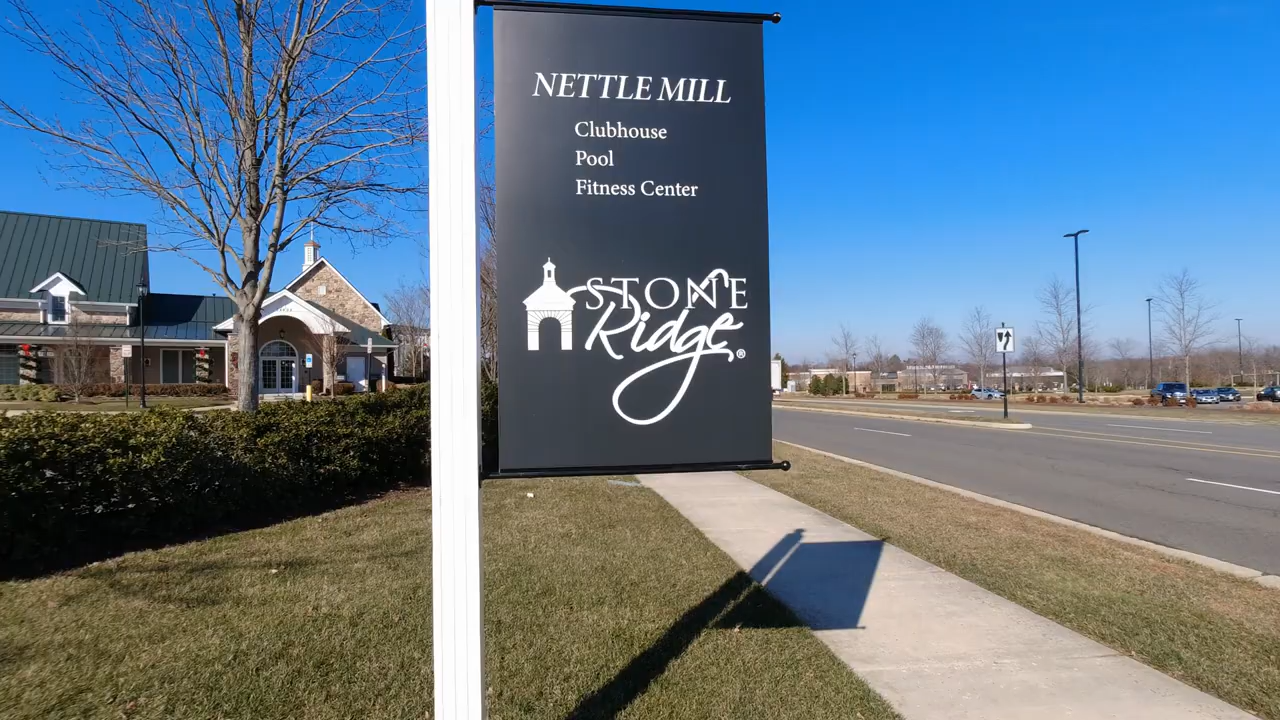 NETTLE MILL
Clubhouse
Pool
Fitness Center
STONE
Ridge®